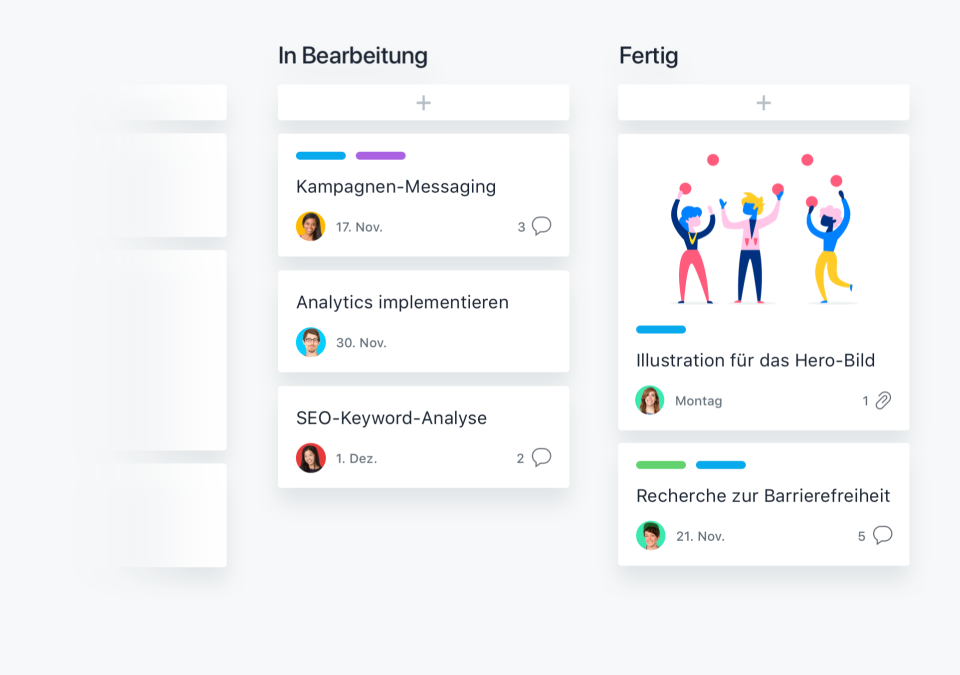 In Bearbeitung
+
Kampagnen-Messaging
17. Nov.
3
Analytics implementieren
30. Nov.
SEO-Keyword-Analyse
1. Dez.
2
Fertig
+
Illustration für das Hero-Bild
Montag
1
Recherche zur Barrierefreiheit
21. Nov.
5